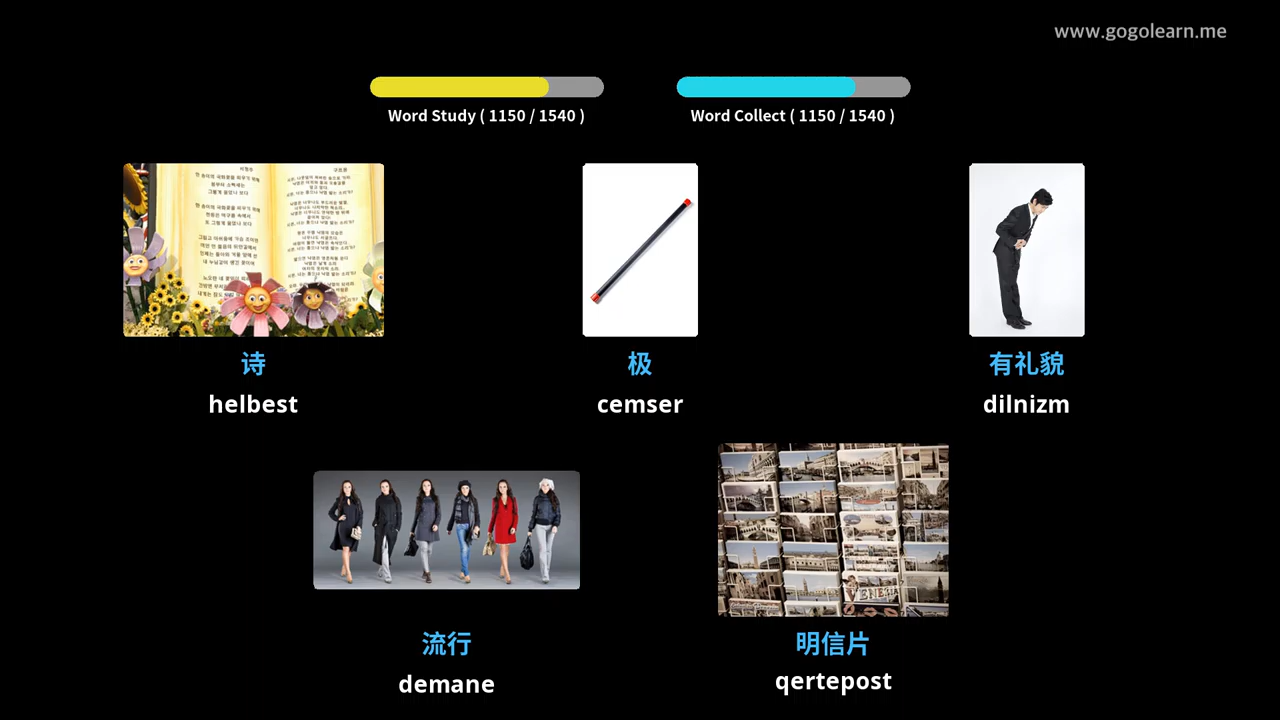 www.gogolearn.me
Word Study ( 1150 / 1540 )
Word Collect ( 1150 / 1540 )
诗
helbest
极
cemser
有礼貌
dilnizm
流行
demane
明信片
qertepost